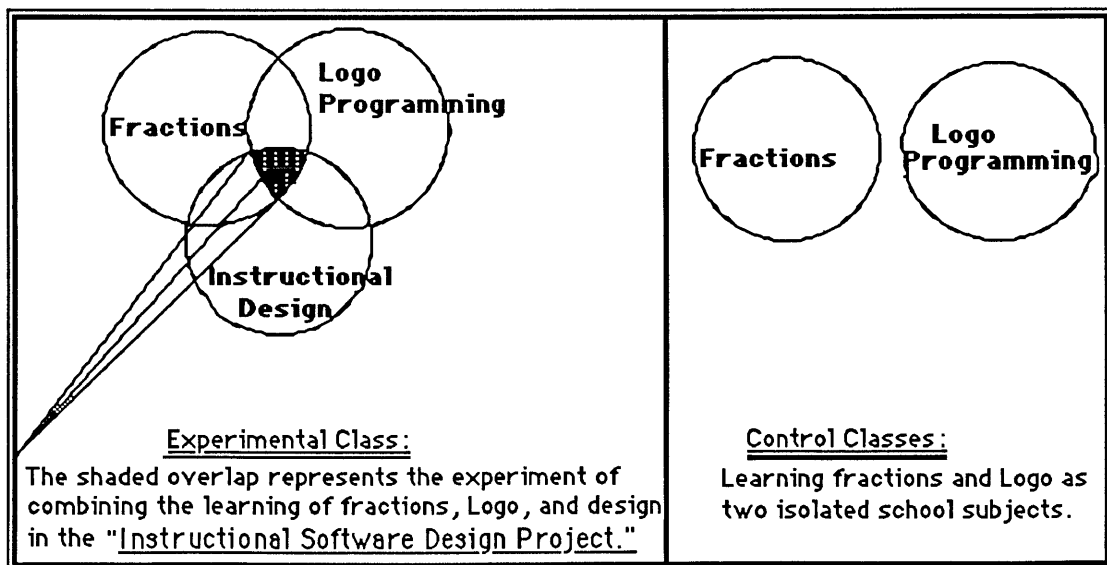 Fractions
Logo
Programming
Instructional
Design
Experimental Class:
The shaded overlap represents the experiment of
combining the learning of fractions, Logo, and design
in the "Instructional Software Design Project."
Fractions
Logo
Programming
Control Classes:
Learning fractions and Logo as
two isolated school subjects.